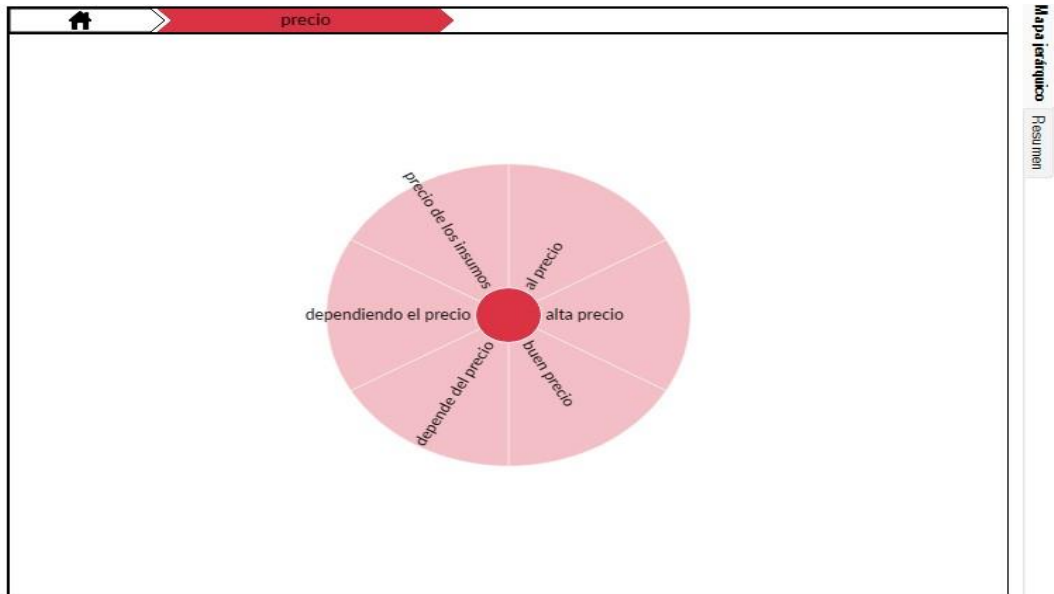 precio
precio de los insumos
al precio
dependiendo el precio
alta precio
depende del precio
buen precio
Mapa jerárquico
Resumen